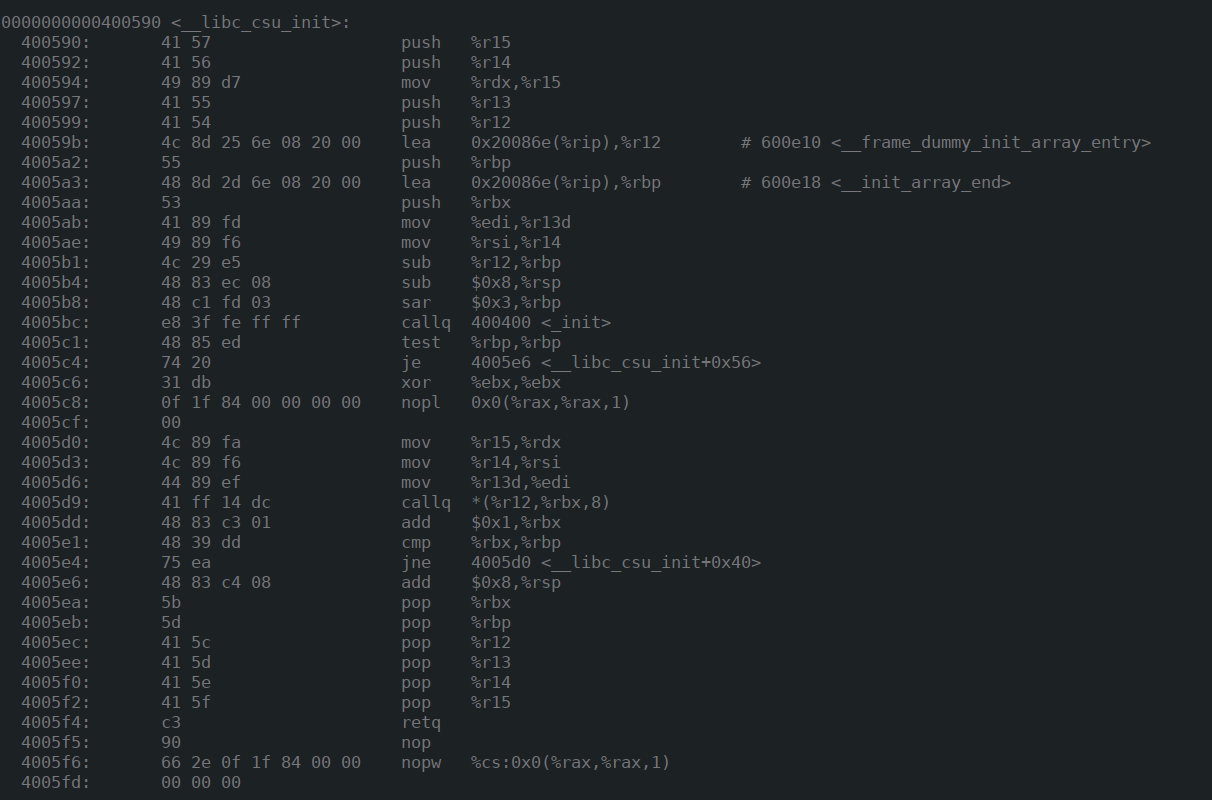 0000000000400590 <__libc_csu_init>:
  400590:       41 57                   push   %r15
  400592:       41 56                   push   %r14
  400594:       49 89 d7                mov    %rdx,%r15
  400597:       41 55                   push   %r13
  400599:       41 54                   push   %r12
  40059b:       4c 8d 25 6e 08 20 00    lea    0x20086e(%rip),%r12        # 600e10 <__frame_dummy_init_array_entry>
  4005a2:       55                      push   %rbp
  4005a3:       48 8d 2d 6e 08 20 00    lea    0x20086e(%rip),%rbp        # 600e18 <__init_array_end>
  4005aa:       53                      push   %rbx
  4005ab:       41 89 fd                mov    %edi,%r13d
  4005ae:       49 89 f6                mov    %rsi,%r14
  4005b1:       4c 29 e5                sub    %r12,%rbp
  4005b4:       48 83 ec 08             sub    $0x8,%rsp
  4005b8:       48 c1 fd 03             sar    $0x3,%rbp
  4005bc:       e8 3f fe ff ff          callq  400400 <_init>
  4005c1:       48 85 ed                test   %rbp,%rbp
  4005c4:       74 20                   je     4005e6 <__libc_csu_init+0x56>
  4005c6:       31 db                   xor    %ebx,%ebx
  4005c8:       0f 1f 84 00 00 00 00    nopl   0x0(%rax,%rax,1)
  4005cf:       00
  4005d0:       4c 89 fa                mov    %r15,%rdx
  4005d3:       4c 89 f6                mov    %r14,%rsi
  4005d6:       44 89 ef                mov    %r13d,%edi
  4005d9:       41 ff 14 dc             callq  *(%r12,%rbx,8)
  4005dd:       48 83 c3 01             add    $0x1,%rbx
  4005e1:       48 39 dd                cmp    %rbx,%rbp
  4005e4:       75 ea                   jne    4005d0 <__libc_csu_init+0x40>
  4005e6:       48 83 c4 08             add    $0x8,%rsp
  4005ea:       5b                      pop    %rbx
  4005eb:       5d                      pop    %rbp
  4005ec:       41 5c                   pop    %r12
  4005ee:       41 5d                   pop    %r13
  4005f0:       41 5e                   pop    %r14
  4005f2:       41 5f                   pop    %r15
  4005f4:       c3                      retq
  4005f5:       90                      nop
  4005f6:       66 2e 0f 1f 84 00 00    nopw   %cs:0x0(%rax,%rax,1)
  4005fd:       00 00 00